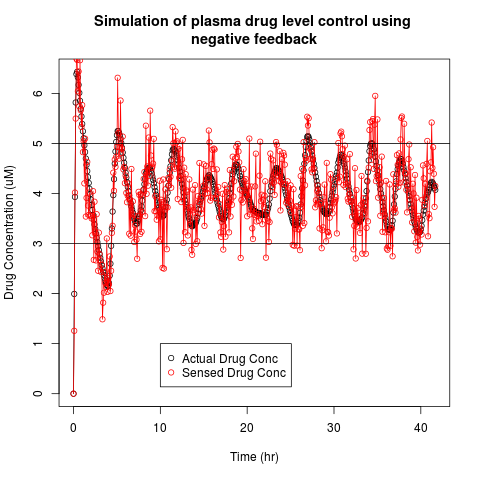 Simulation of plasma drug level control using
negative feedback
Drug Concentration (uM)
6
5
4
3
2
1
0
Actual Drug Conc
Sensed Drug Conc
0 10 20 30 40
Time (hr)